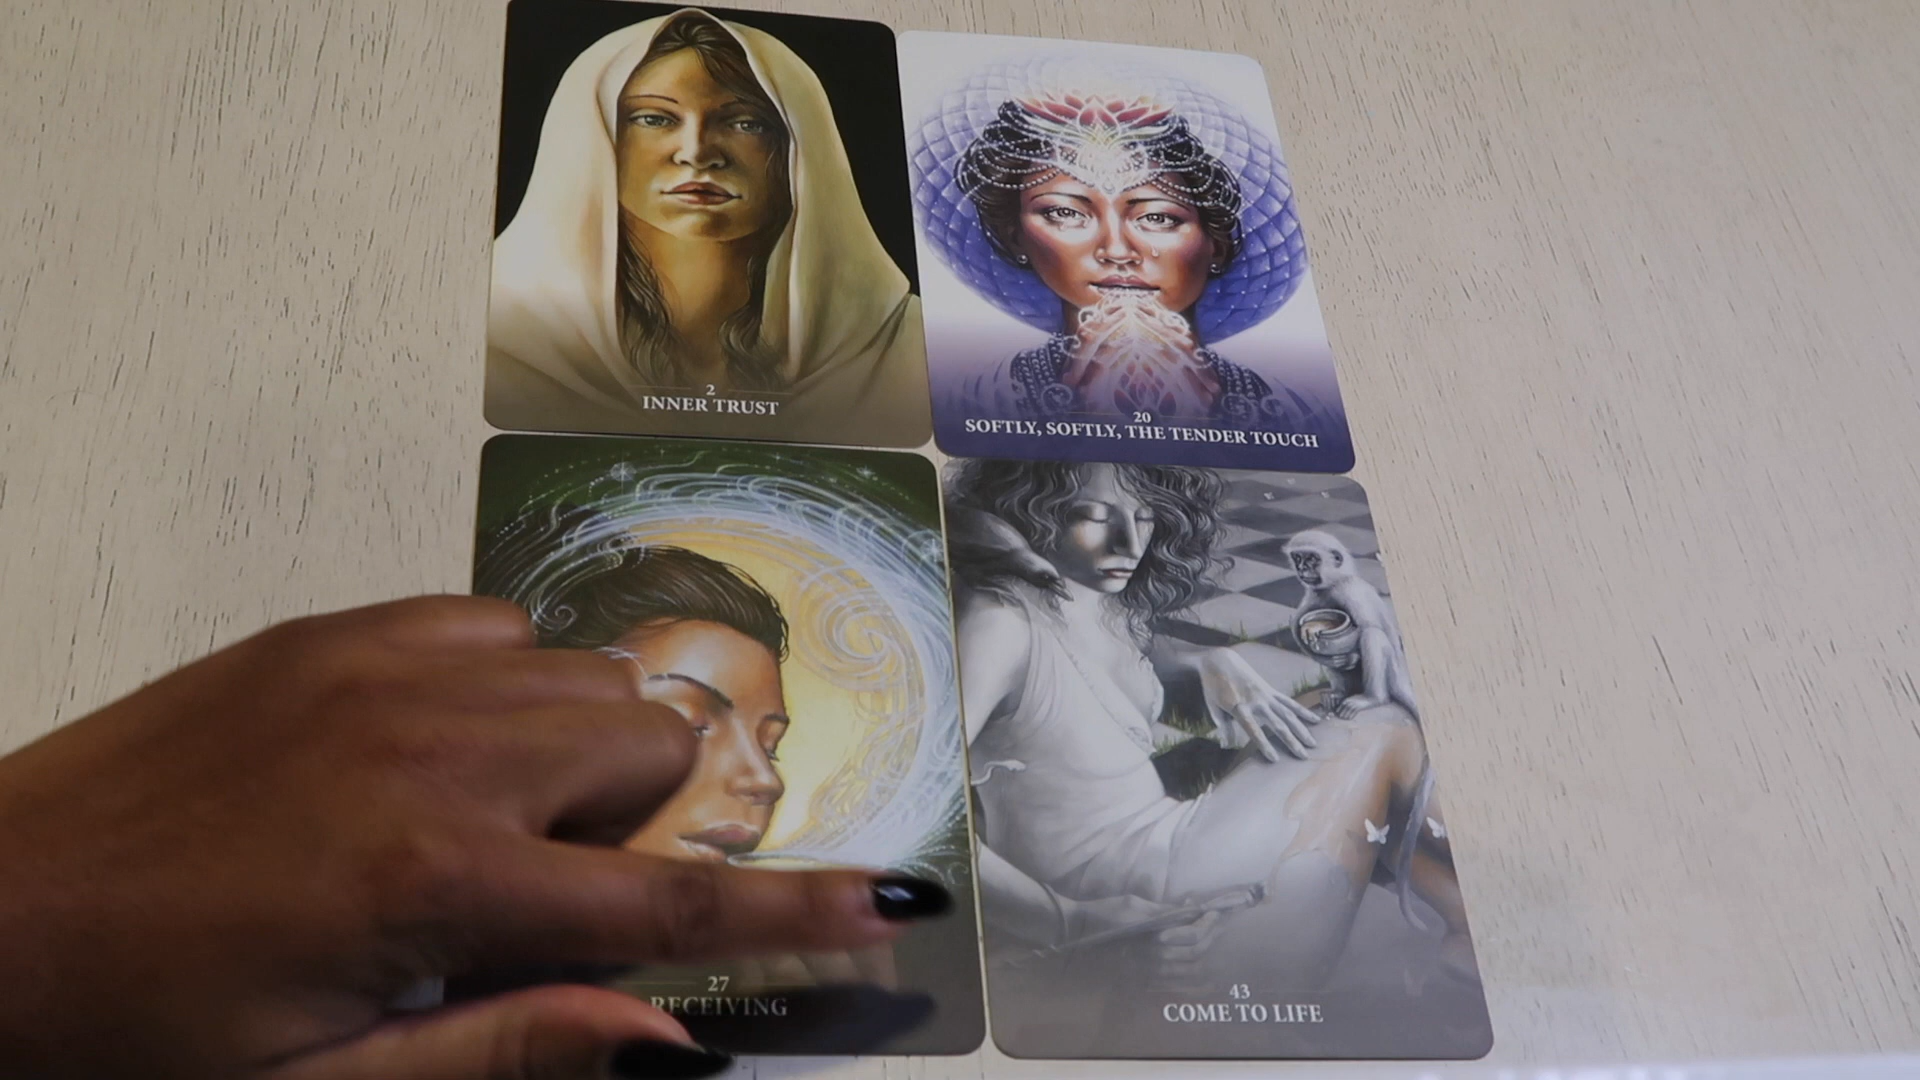 2
INNER TRUST
20
SOFTLY, SOFTLY, THE TENDER TOUCH
27
RECEIVING
43
COME TO LIFE